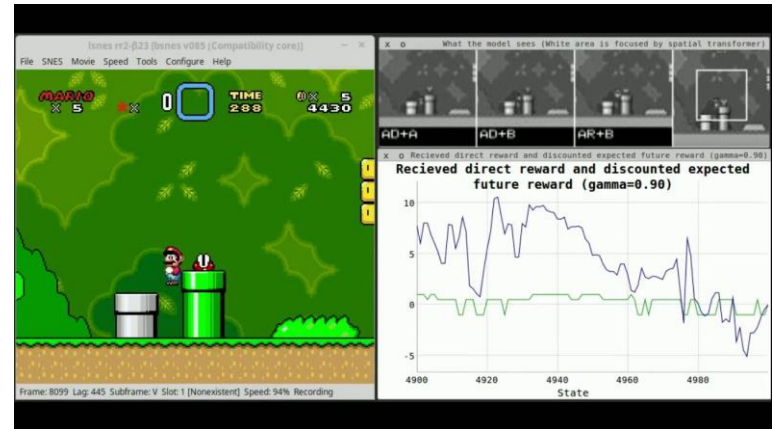 lsnes rr2-β23 (bsnes v085 (Compatibility core))
File SNES Movie Speed Tools Configure Help
MARIO
x 5
x
0
TIME
288
x 5
4430
Frame: 8099 Lag: 445 Subframe: V Slot: 1 [Nonexistent] Speed: 94% Recording
x o What the model sees (White area is focused by spatial transformer)
AD+A
AD+B
AR+B
x o Recieved direct reward and discounted expected future reward (gamma=0.90)
Recieved direct reward and discounted expected
future reward (gamma=0.90)
10
5
0
-5
4900 4920 4940 4960 4980
State